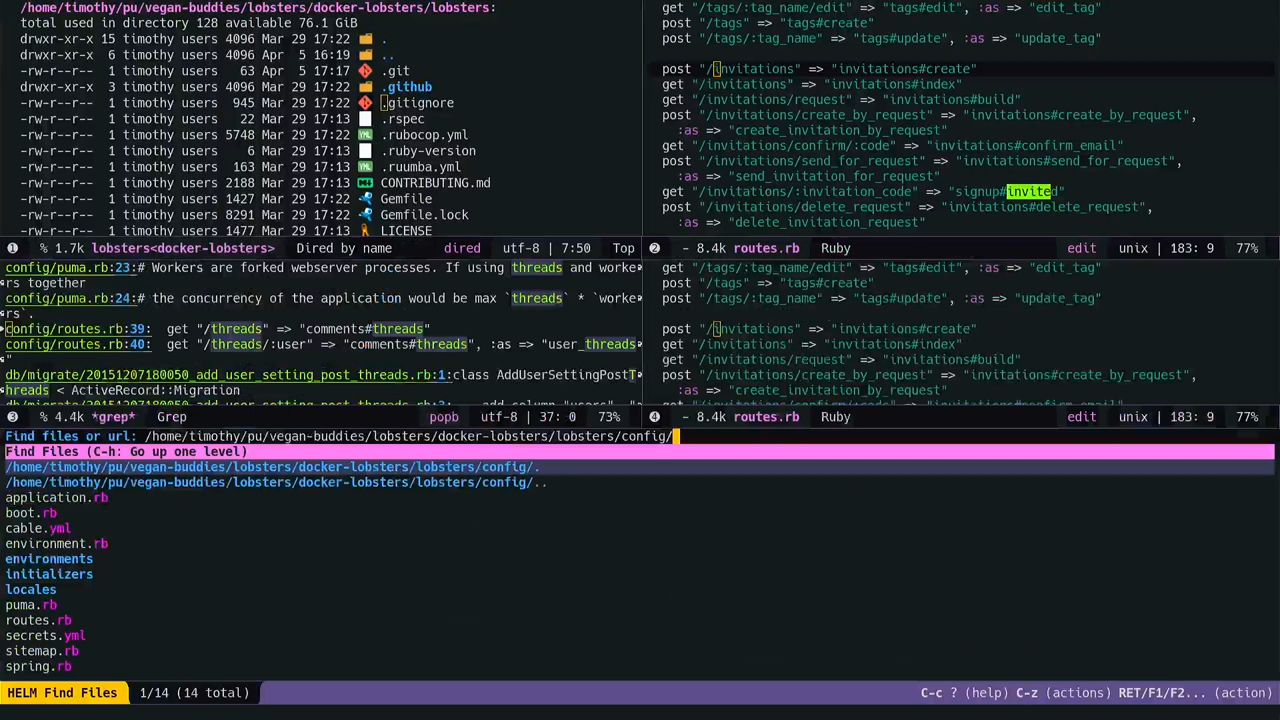 /home/timothy/pu/vegan-buddies/lobsters/docker-lobsters/lobsters:
total used in directory 128 available 76.1 GiB
drwxr-xr-x 15 timothy users 4096 Mar 29 17:22 .
drwxr-xr-x  6 timothy users 4096 Apr  5 16:19 ..
-rw-r--r--  1 timothy users   63 Apr  5 17:17 .git
drwxr-xr-x  3 timothy users 4096 Mar 29 17:22 .github
-rw-r--r--  1 timothy users  945 Mar 29 17:22 .gitignore
-rw-r--r--  1 timothy users   22 Mar 29 17:13 .rspec
-rw-r--r--  1 timothy users 5748 Mar 29 17:22 .rubocop.yml
-rw-r--r--  1 timothy users    6 Mar 29 17:13 .ruby-version
-rw-r--r--  1 timothy users  163 Mar 29 17:13 .ruumba.yml
-rw-r--r--  1 timothy users 2188 Mar 29 17:13 CONTRIBUTING.md
-rw-r--r--  1 timothy users 1427 Mar 29 17:22 Gemfile
-rw-r--r--  1 timothy users 8291 Mar 29 17:22 Gemfile.lock
-rw-r--r--  1 timothy users 1477 Mar 29 17:13 LICENSE
❶ % 1.7k lobsters<docker-lobsters> Dired by name dired utf-8 | 7:50 Top
get "/tags/:tag_name/edit" => "tags#edit", :as => "edit_tag"
post "/tags" => "tags#create"
post "/tags/:tag_name" => "tags#update", :as => "update_tag"
post "/invitations" => "invitations#create"
get "/invitations" => "invitations#index"
get "/invitations/request" => "invitations#build"
post "/invitations/create_by_request" => "invitations#create_by_request",
:as => "create_invitation_by_request"
get "/invitations/confirm/:code" => "invitations#confirm_email"
post "/invitations/send_for_request" => "invitations#send_for_request",
:as => "send_invitation_for_request"
get "/invitations/:invitation_code" => "signup#invited"
post "/invitations/delete_request" => "invitations#delete_request",
:as => "delete_invitation_request"
❷ - 8.4k routes.rb Ruby edit unix | 183: 9 77%
config/puma.rb:23:# Workers are forked webserver processes. If using threads and worke
rs together
config/puma.rb:24:# the concurrency of the application would be max `threads` * `worke
rs`.
config/routes.rb:39:  get "/threads" => "comments#threads"
config/routes.rb:40:  get "/threads/:user" => "comments#threads", :as => "user_threads
"
db/migrate/20151207180050_add_user_setting_post_threads.rb:1:class AddUserSettingPostT
hreads < ActiveRecord::Migration
❸ % 4.4k *grep* Grep popb utf-8 | 37: 0 73%
get "/tags/:tag_name/edit" => "tags#edit", :as => "edit_tag"
post "/tags" => "tags#create"
post "/tags/:tag_name" => "tags#update", :as => "update_tag"
post "/invitations" => "invitations#create"
get "/invitations" => "invitations#index"
get "/invitations/request" => "invitations#build"
post "/invitations/create_by_request" => "invitations#create_by_request",
:as => "create_invitation_by_request"
❹ - 8.4k routes.rb Ruby edit unix | 183: 9 77%
Find files or url: /home/timothy/pu/vegan-buddies/lobsters/docker-lobsters/lobsters/config/
Find Files (C-h: Go up one level)
/home/timothy/pu/vegan-buddies/lobsters/docker-lobsters/lobsters/config/.
/home/timothy/pu/vegan-buddies/lobsters/docker-lobsters/lobsters/config/..
application.rb
boot.rb
cable.yml
environment.rb
environments
initializers
locales
puma.rb
routes.rb
secrets.yml
sitemap.rb
spring.rb
HELM Find Files 1/14 (14 total) C-c ? (help) C-z (actions) RET/F1/F2... (action)